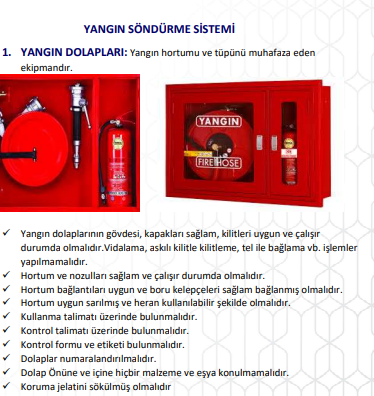 YANGIN SÖNDÜRME SİSTEMİ
1. YANGIN DOLAPLARI: Yangın hortumu ve tüpünü muhafaza eden
ekipmandır.
YANGIN
FIRE HOSE
✓ Yangın dolaplarının gövdesi, kapakları sağlam, kilitleri uygun ve çalışır
durumda olmalıdır.Vidalama, askılı kilitle kilitleme, tel ile bağlama vb. işlemler
yapılmamalıdır.
✓ Hortum ve nozulları sağlam ve çalışır durumda olmalıdır.
✓ Hortum bağlantıları uygun ve boru kelepçeleri sağlam bağlanmış olmalıdır.
✓ Hortum uygun sarılmış ve heran kullanılabilir şekilde olmalıdır.
✓ Kullanma talimatı üzerinde bulunmalıdır.
✓ Kontrol talimatı üzerinde bulunmalıdır.
✓ Kontrol formu ve etiketi bulunmalıdır.
✓ Dolaplar numaralandırılmalıdır.
✓ Dolap Önüne ve içine hiçbir malzeme ve eşya konulmamalıdır.
✓ Koruma jelatini sökülmüş olmalıdır